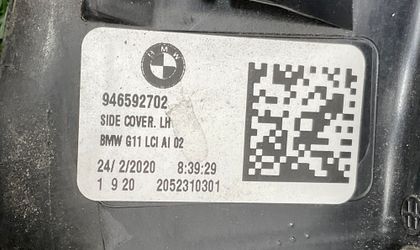 BMW
946592702
SIDE COVER. LH
BMW G11 LCI AI 02
24/2/2020 8:39:29
1 9 20 2052310301